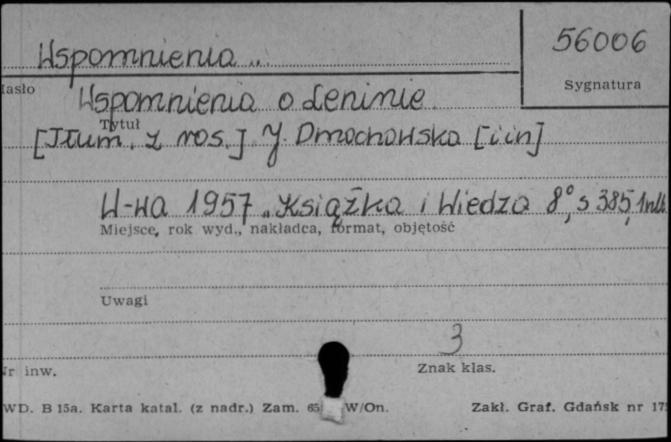 Wspomnienia ..
56006
Hasło
Sygnatura
Wspomnienia o Leninie.
Tytuł
[Tłum. z ros.] J. Dmochowska [i in]
W-wa 1957 „Książka i Wiedza 8°, s 385, 1nlb
Miejsce, rok wyd., nakładca, format, objętość
Uwagi
3
Nr inw.
Znak klas.
WD. B 15a. Karta katal. (z nadr.) Zam. 65 W/On. Zakł. Graf. Gdańsk nr 17